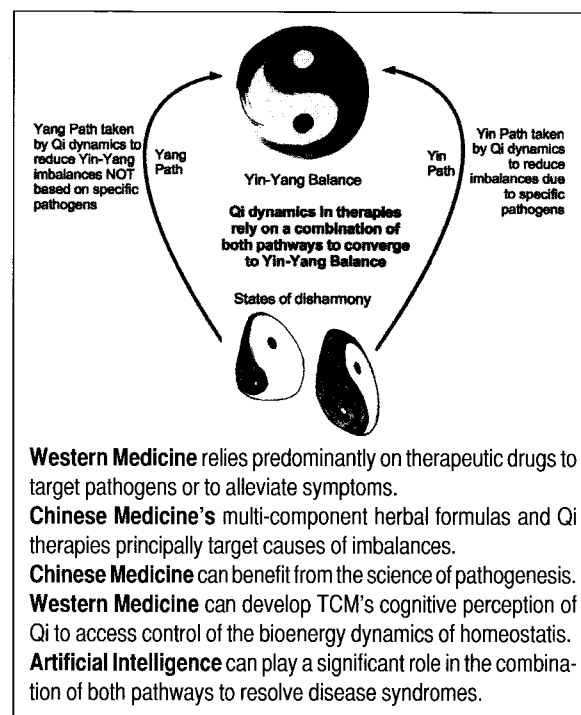 Yang Path taken
by Qi dynamics to
reduce Yin-Yang
imbalances NOT
based on specific
pathogens
Yang
Path
Yin-Yang Balance
Yin
Path
Yin Path taken
by Qi dynamics
to reduce
imbalances due
to specific
pathogens
Qi dynamics in therapies
rely on a combination of
both pathways to converge
to Yin-Yang Balance
States of disharmony
Western Medicine relies predominantly on therapeutic drugs to
target pathogens or to alleviate symptoms.
Chinese Medicine's multi-component herbal formulas and Qi
therapies principally target causes of imbalances.
Chinese Medicine can benefit from the science of pathogenesis.
Western Medicine can develop TCM's cognitive perception of
Qi to access control of the bioenergy dynamics of homeostatis.
Artificial Intelligence can play a significant role in the combina-
tion of both pathways to resolve disease syndromes.